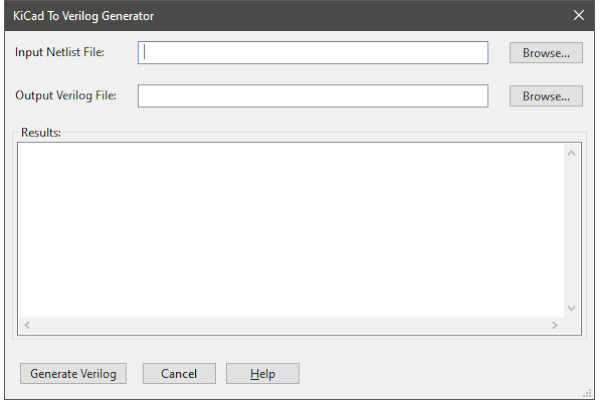 KiCad To Verilog Generator
Input Netlist File:
Browse...
Output Verilog File:
Browse...
Results:
Generate Verilog
Cancel
Help